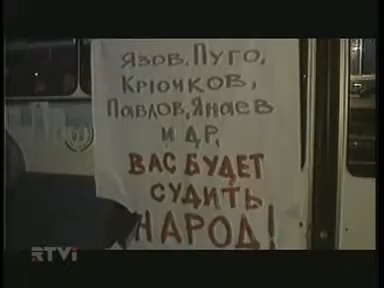 Язов, Пуго,
Крючков,
Павлов, Янаев
и др,
ВАС БУДЕТ
СУДИТЬ
НАРОД!
RTVi